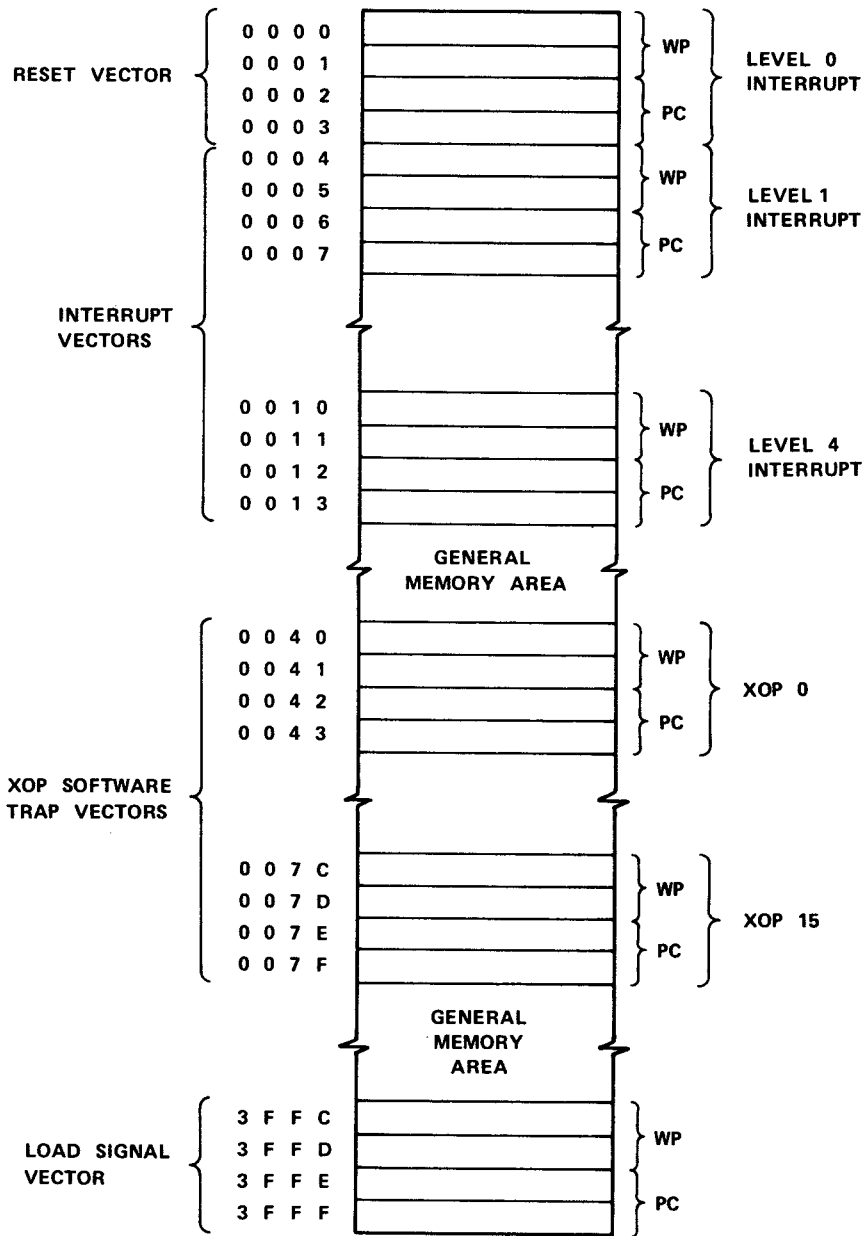 0 0 0 0
0 0 0 1
0 0 0 2
0 0 0 3
RESET VECTOR
WP
PC
LEVEL 0
INTERRUPT
0 0 0 4
0 0 0 5
0 0 0 6
0 0 0 7
WP
PC
LEVEL 1
INTERRUPT
INTERRUPT
VECTORS
0 0 1 0
0 0 1 1
0 0 1 2
0 0 1 3
WP
PC
LEVEL 4
INTERRUPT
GENERAL
MEMORY AREA
0 0 4 0
0 0 4 1
0 0 4 2
0 0 4 3
WP
PC
XOP 0
XOP SOFTWARE
TRAP VECTORS
0 0 7 C
0 0 7 D
0 0 7 E
0 0 7 F
WP
PC
XOP 15
GENERAL
MEMORY
AREA
LOAD SIGNAL
VECTOR
3 F F C
3 F F D
3 F F E
3 F F F
WP
PC